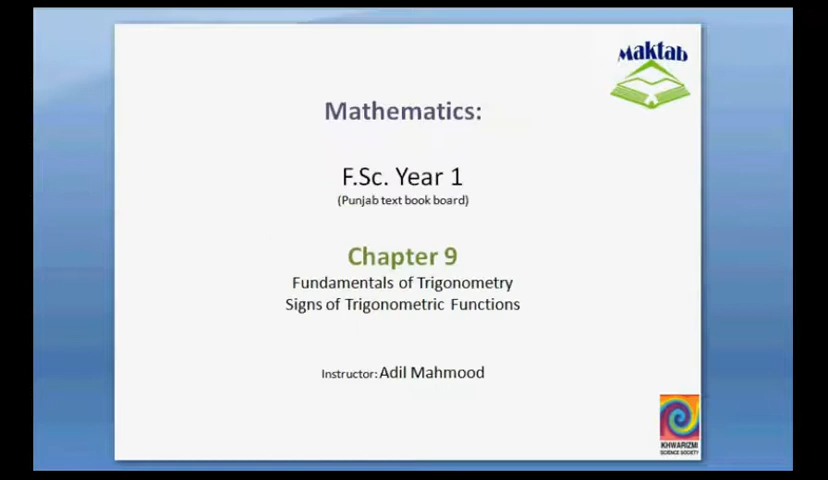 Maktab
Mathematics:
F.Sc. Year 1
(Punjab text book board)
Chapter 9
Fundamentals of Trigonometry
Signs of Trigonometric Functions
Instructor: Adil Mahmood
KHWARIZMI
SCIENCE SOCIETY